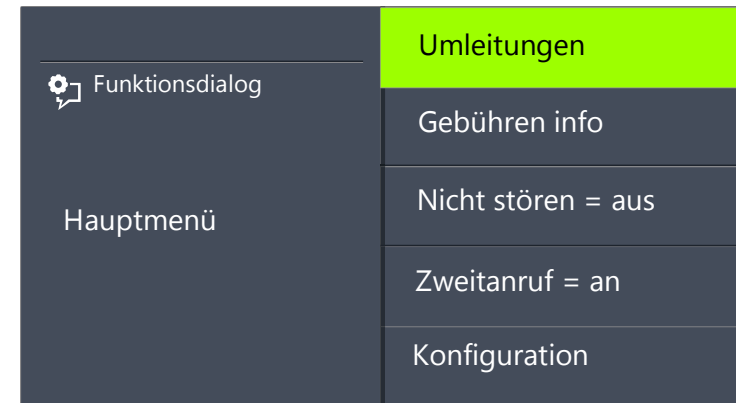 Funktionsdialog
Hauptmenü
Umleitungen
Gebühren info
Nicht stören = aus
Zweitanruf = an
Konfiguration